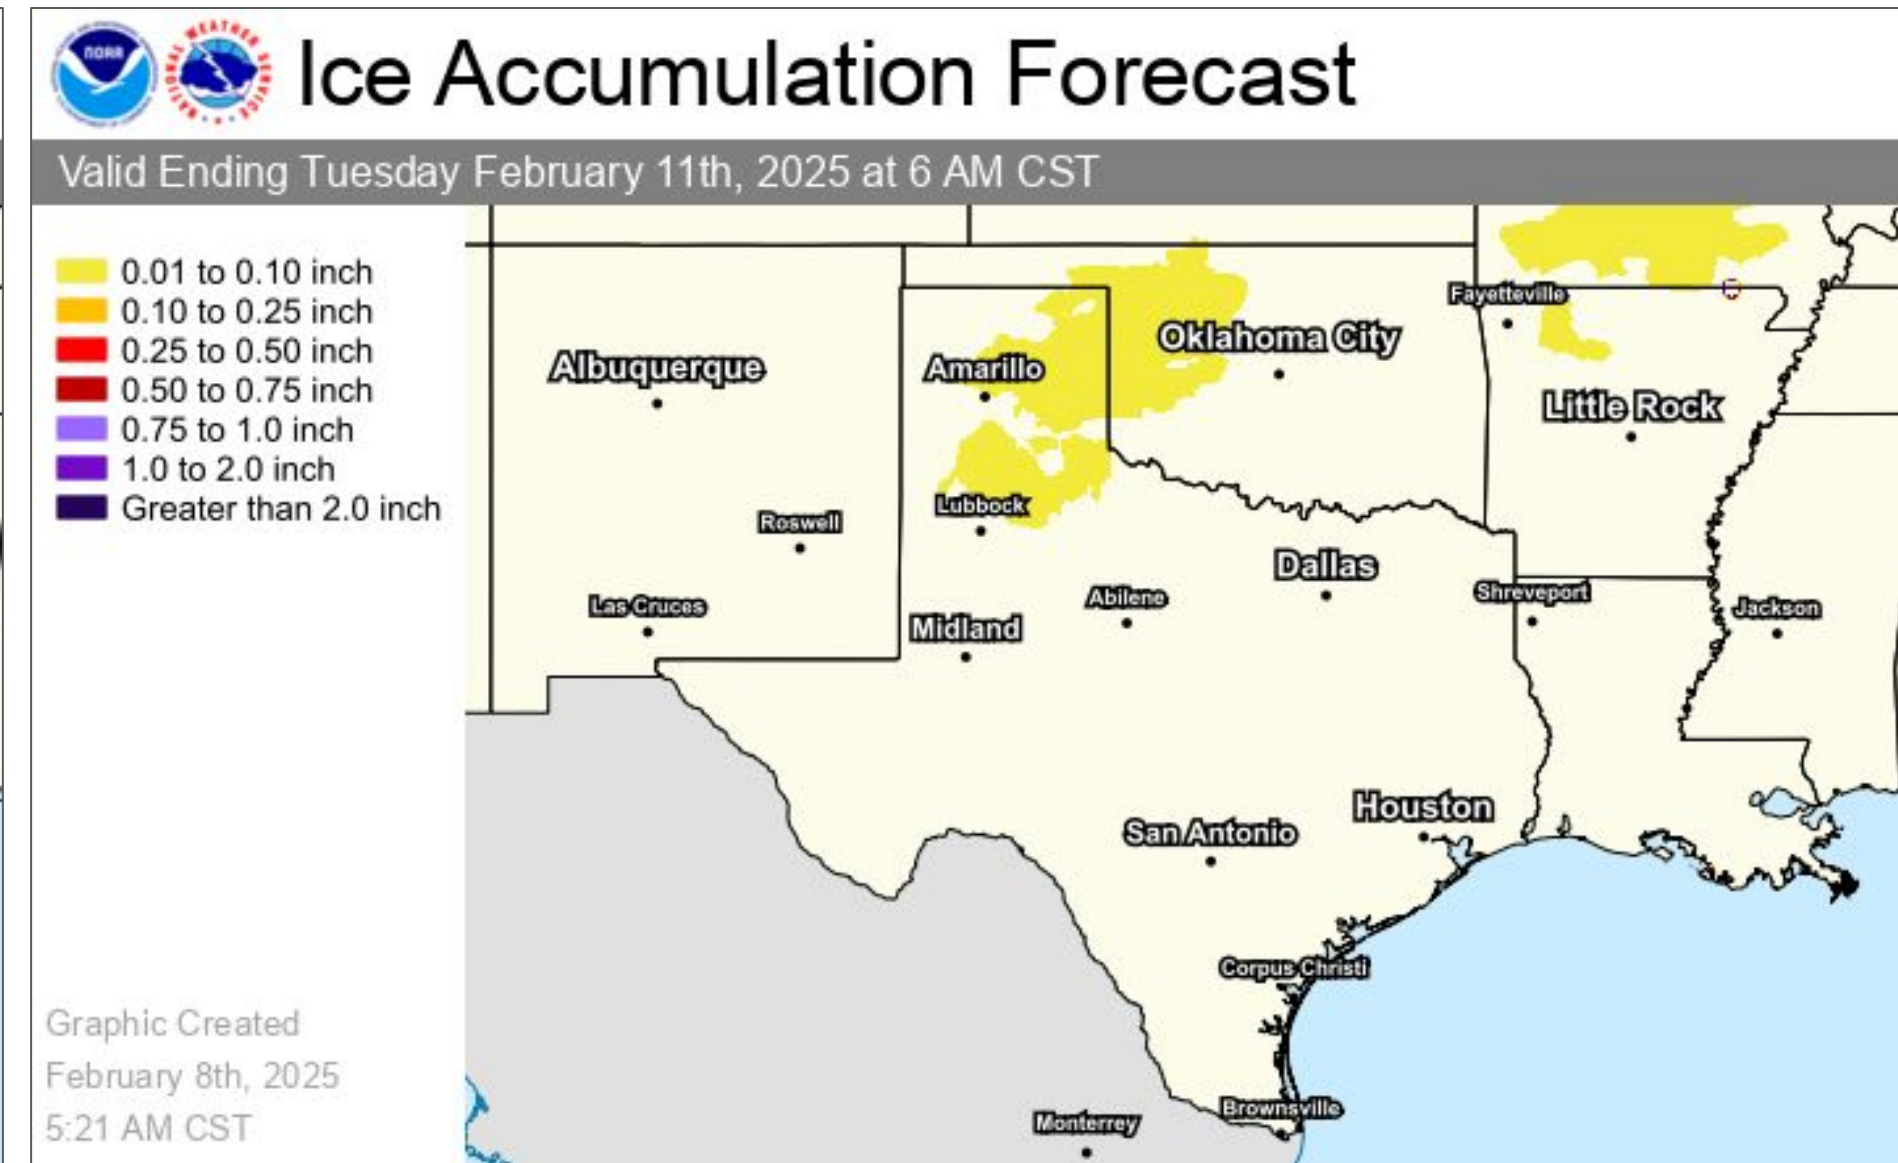 NOAA
NATIONAL WEATHER SERVICE
Ice Accumulation Forecast
Valid Ending Tuesday February 11th, 2025 at 6 AM CST
0.01 to 0.10 inch
0.10 to 0.25 inch
0.25 to 0.50 inch
0.50 to 0.75 inch
0.75 to 1.0 inch
1.0 to 2.0 inch
Greater than 2.0 inch
Fayetteville
Oklahoma City
Albuquerque
Amarillo
Little Rock
Lubbock
Roswell
Dallas
Shreveport
Abilene
Las Cruces
Jackson
Midland
Houston
San Antonio
Corpus Christi
Brownsville
Monterrey
Graphic Created
February 8th, 2025
5:21 AM CST